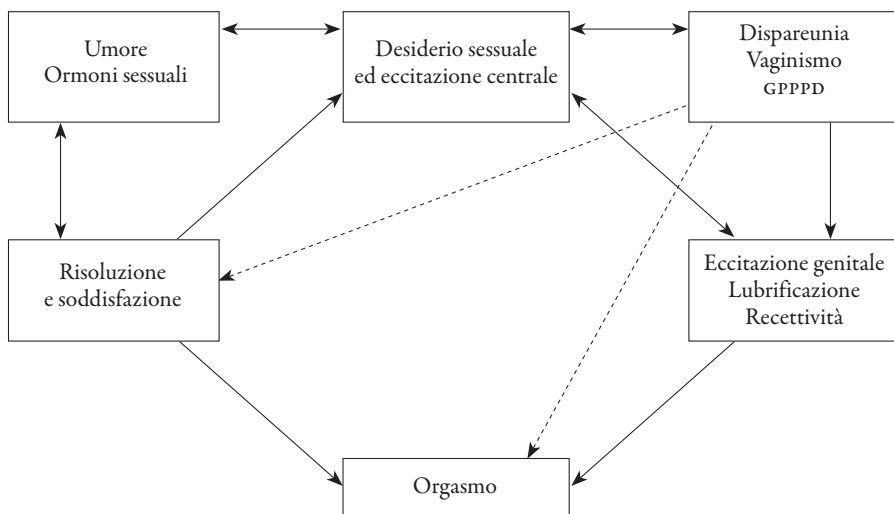 Umore
Ormoni sessuali
Desiderio sessuale
ed eccitazione centrale
Dispareunia
Vaginismo
GPPPD
Risoluzione
e soddisfazione
Eccitazione genitale
Lubrificazione
Recettività
Orgasmo